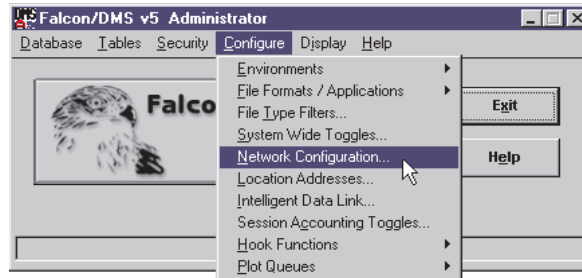 Falcon/DMS v5 Administrator
Database Tables Security Configure Display Help
Environments
File Formats / Applications
File Type Filters...
System Wide Toggles...
Network Configuration...
Location Addresses...
Intelligent Data Link...
Session Accounting Toggles...
Hook Functions
Plot Queues
Falco
Exit
Help